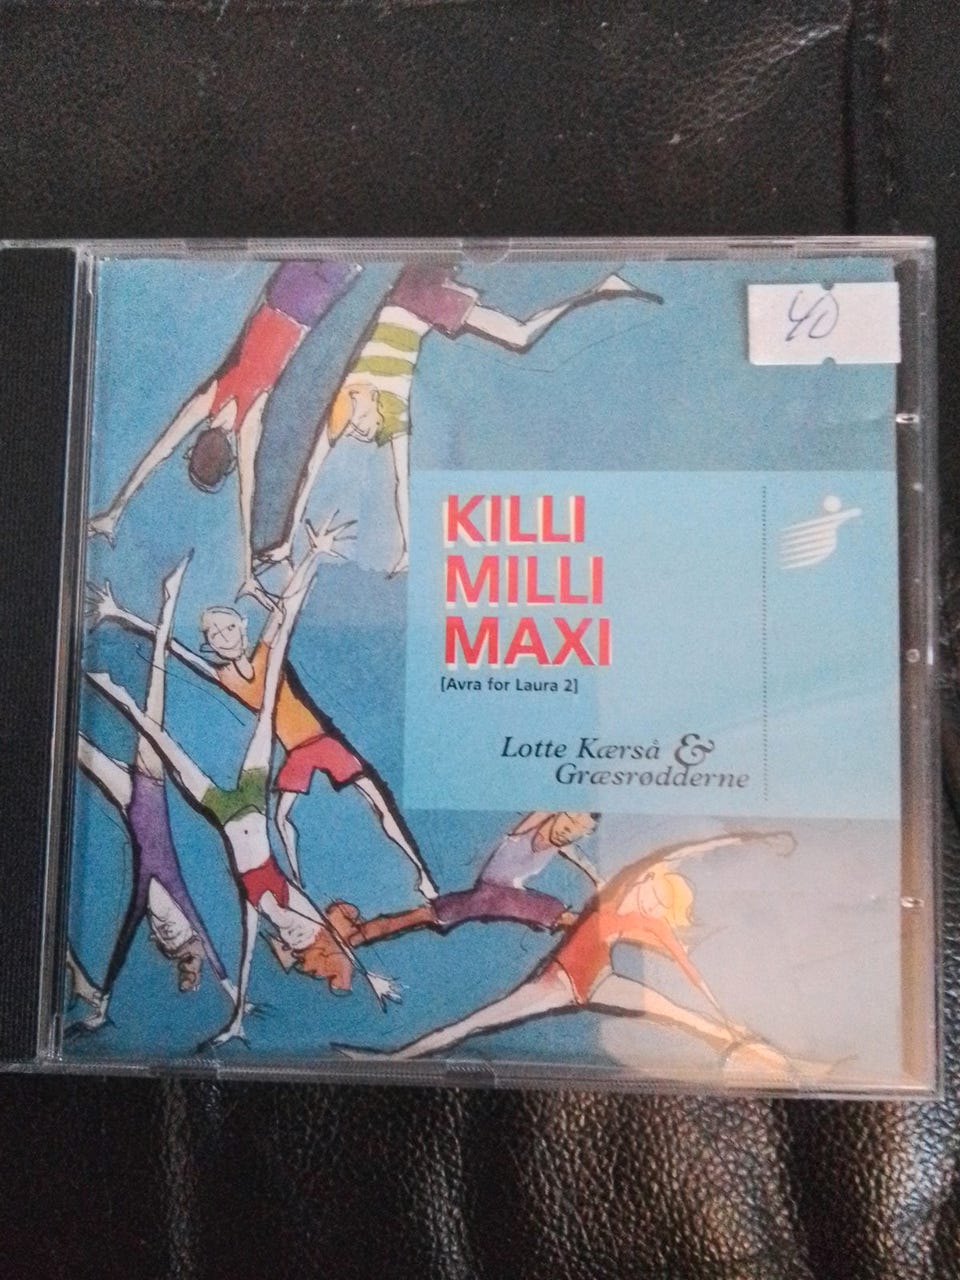 40
KILLI
MILLI
MAXI
[Avra for Laura 2]
Lotte Kærså &
Græsrødderne